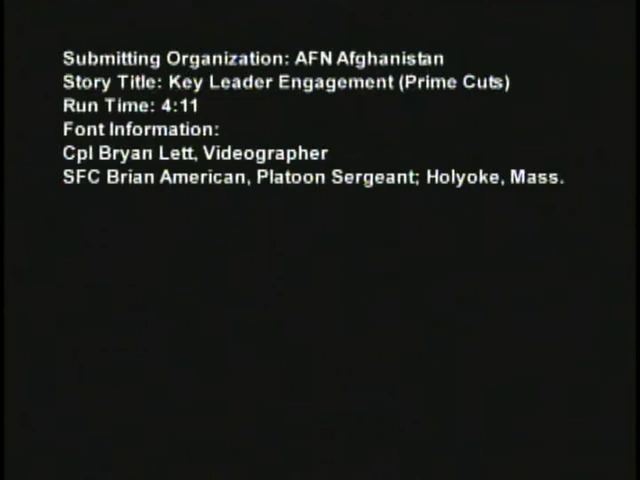 Submitting Organization: AFN Afghanistan
Story Title: Key Leader Engagement (Prime Cuts)
Run Time: 4:11
Font Information:
Cpl Bryan Lett, Videographer
SFC Brian American, Platoon Sergeant; Holyoke, Mass.